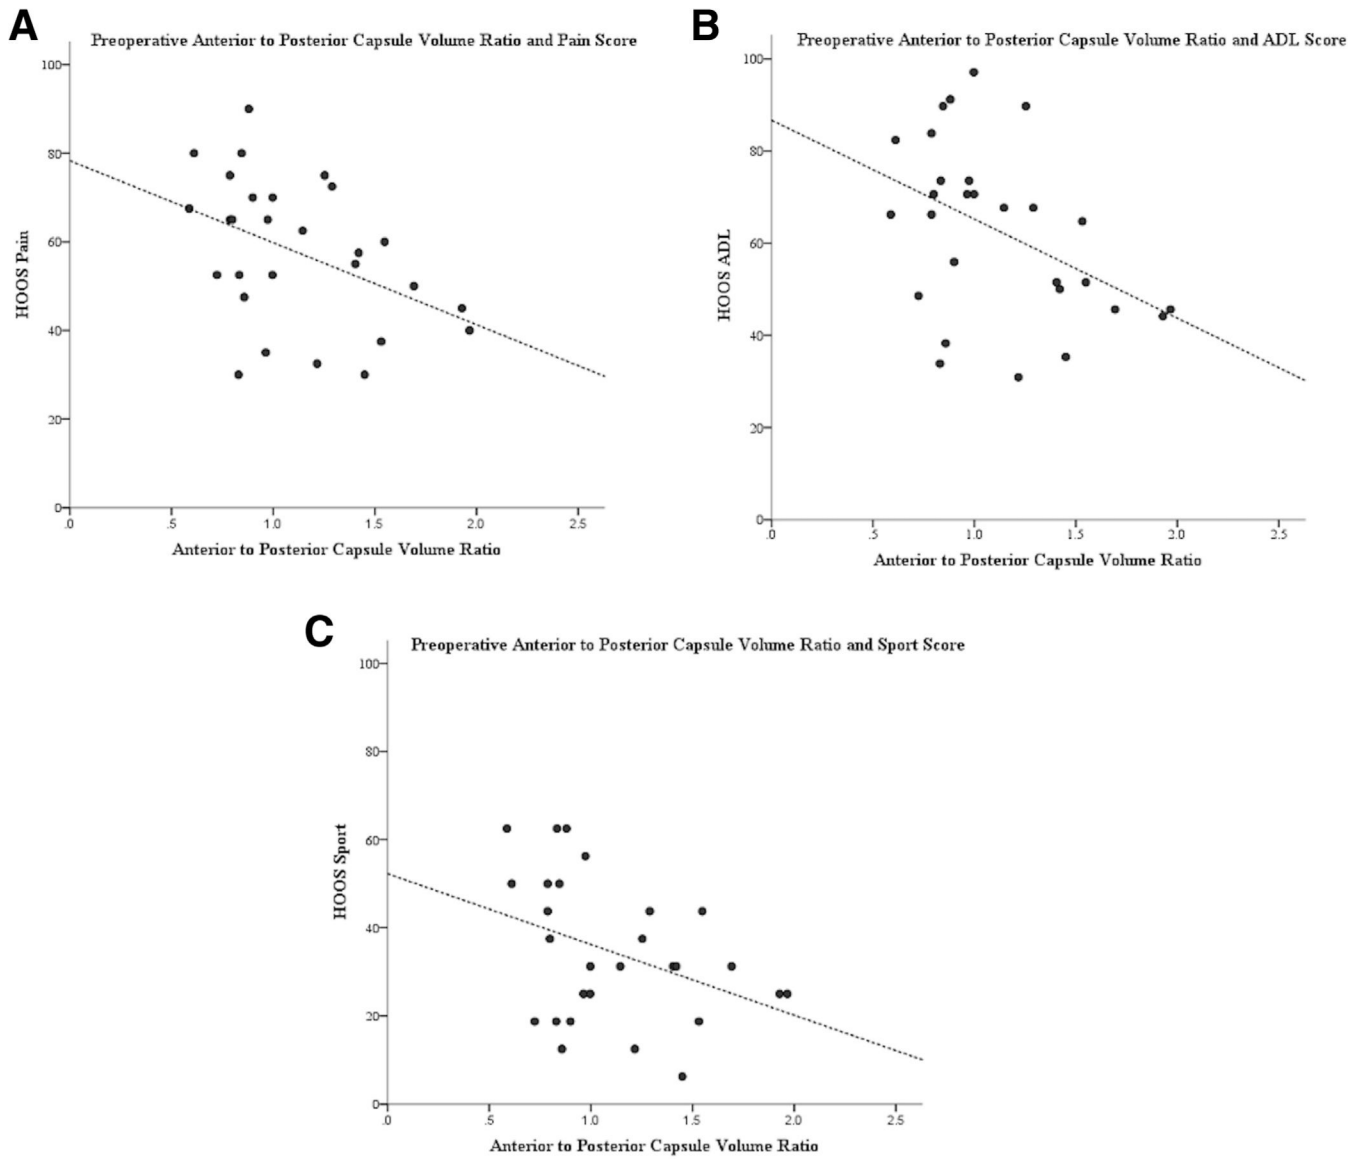 A
Preoperative Anterior to Posterior Capsule Volume Ratio and Pain Score
100
80
60
40
20
0
HOOS Pain
.0 .5 1.0 1.5 2.0 2.5
Anterior to Posterior Capsule Volume Ratio
B
Preoperative Anterior to Posterior Capsule Volume Ratio and ADL Score
100
80
60
40
20
0
HOOS ADL
.0 .5 1.0 1.5 2.0 2.5
Anterior to Posterior Capsule Volume Ratio
C
Preoperative Anterior to Posterior Capsule Volume Ratio and Sport Score
100
80
60
40
20
0
HOOS Sport
.0 .5 1.0 1.5 2.0 2.5
Anterior to Posterior Capsule Volume Ratio